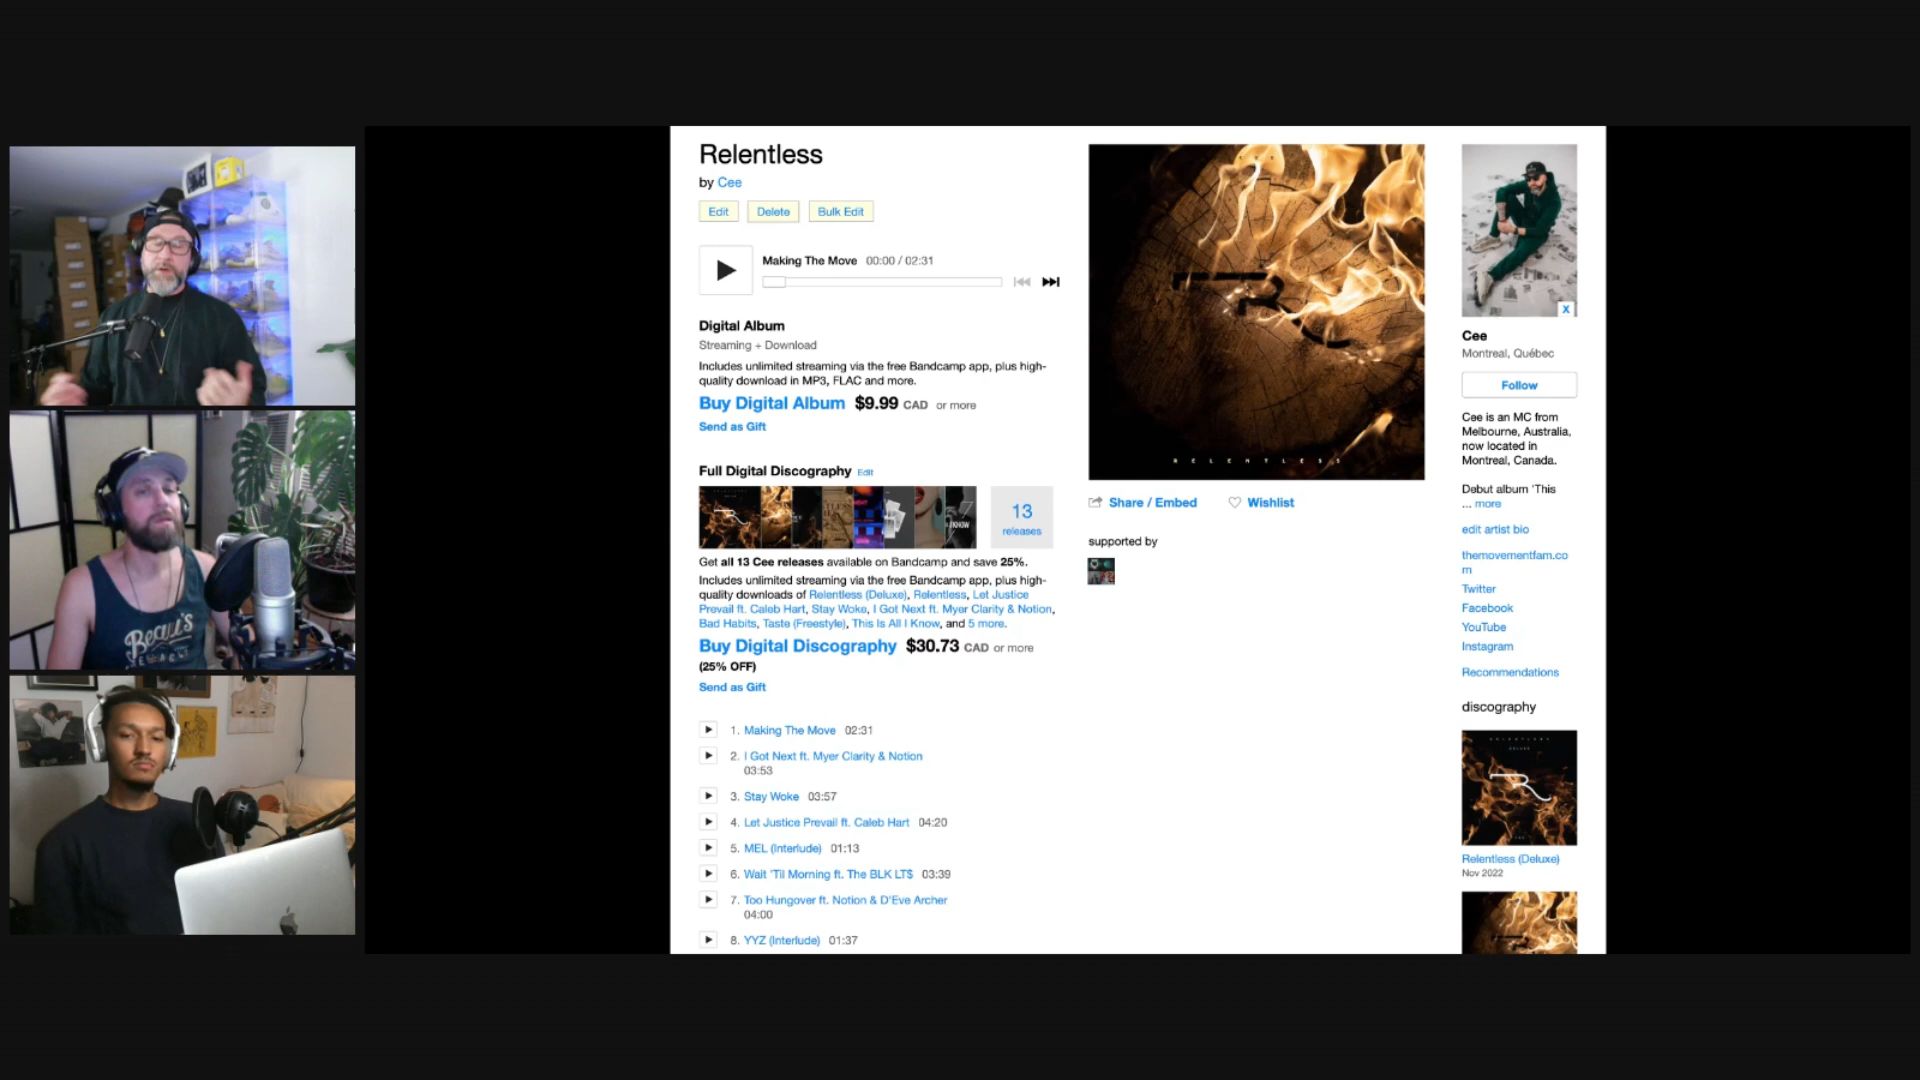 Relentless
by Cee
Edit Delete Bulk Edit
Making The Move 00:00 / 02:31
Digital Album
Streaming + Download
Includes unlimited streaming via the free Bandcamp app, plus high-
quality download in MP3, FLAC and more.
Buy Digital Album $9.99 CAD or more
Send as Gift
Full Digital Discography Edit
KNOW
13
releases
Get all 13 Cee releases available on Bandcamp and save 25%.
Includes unlimited streaming via the free Bandcamp app, plus high-
quality downloads of Relentless (Deluxe), Relentless, Let Justice
Prevail ft. Caleb Hart, Stay Woke, I Got Next ft. Myer Clarity & Notion,
Bad Habits, Taste (Freestyle), This Is All I Know, and 5 more.
Buy Digital Discography $30.73 CAD or more
(25% OFF)
Send as Gift
1. Making The Move 02:31
2. I Got Next ft. Myer Clarity & Notion
03:53
3. Stay Woke 03:57
4. Let Justice Prevail ft. Caleb Hart 04:20
5. MEL (Interlude) 01:13
6. Wait 'Til Morning ft. The BLK LT$ 03:39
7. Too Hungover ft. Notion & D'Eve Archer
04:00
8. YYZ (Interlude) 01:37
R
RELENTLESS
Share / Embed Wishlist
supported by
X
Cee
Montreal, Québec
Follow
Cee is an MC from
Melbourne, Australia,
now located in
Montreal, Canada.
Debut album 'This
... more
edit artist bio
themovementfam.co
m
Twitter
Facebook
YouTube
Instagram
Recommendations
discography
RELENTLESS
DELUXE
R
Relentless (Deluxe)
Nov 2022
Beau's